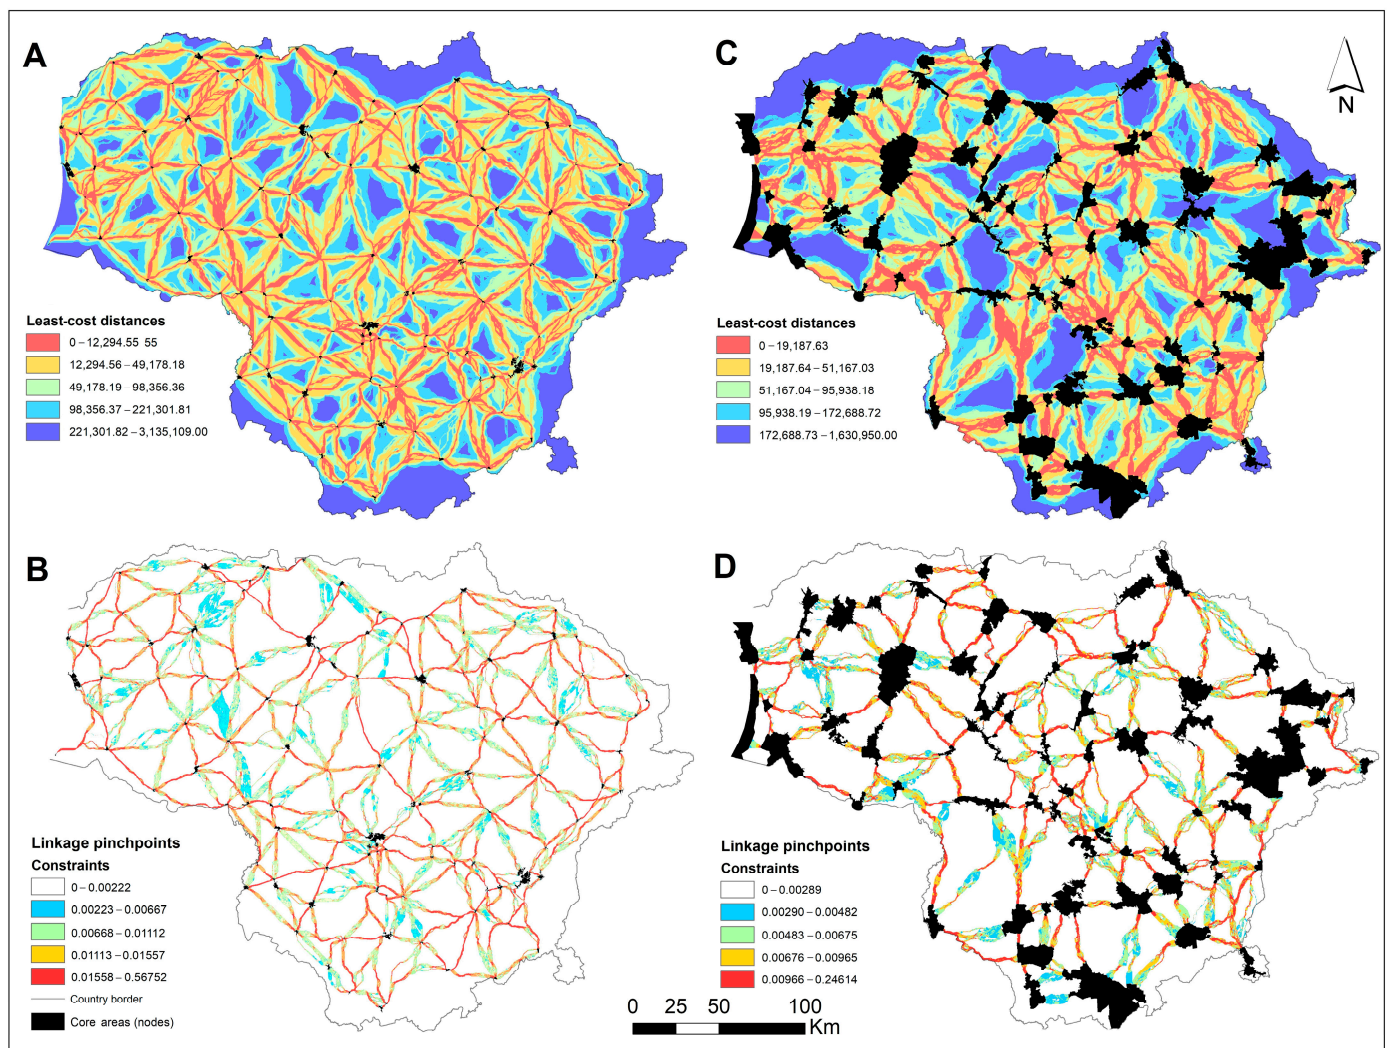 A
Least-cost distances
0 – 12,294.55 55
12,294.56 – 49,178.18
49,178.19 98,356.36
98,356.37 – 221,301.81
221,301.82 – 3,135,109.00
C
N
Least-cost distances
0 – 19,187.63
19,187.64 – 51,167.03
51,167.04 – 95,938.18
95,938.19 – 172,688.72
172,688.73 – 1,630,950.00
B
Linkage pinchpoints
Constraints
0 – 0.00222
0.00223 – 0.00667
0.00668 – 0.01112
0.01113 – 0.01557
0.01558 – 0.56752
Country border
Core areas (nodes)
D
Linkage pinchpoints
Constraints
0 – 0.00289
0.00290 – 0.00482
0.00483 – 0.00675
0.00676 – 0.00965
0.00966 – 0.24614
0 25 50 100
Km